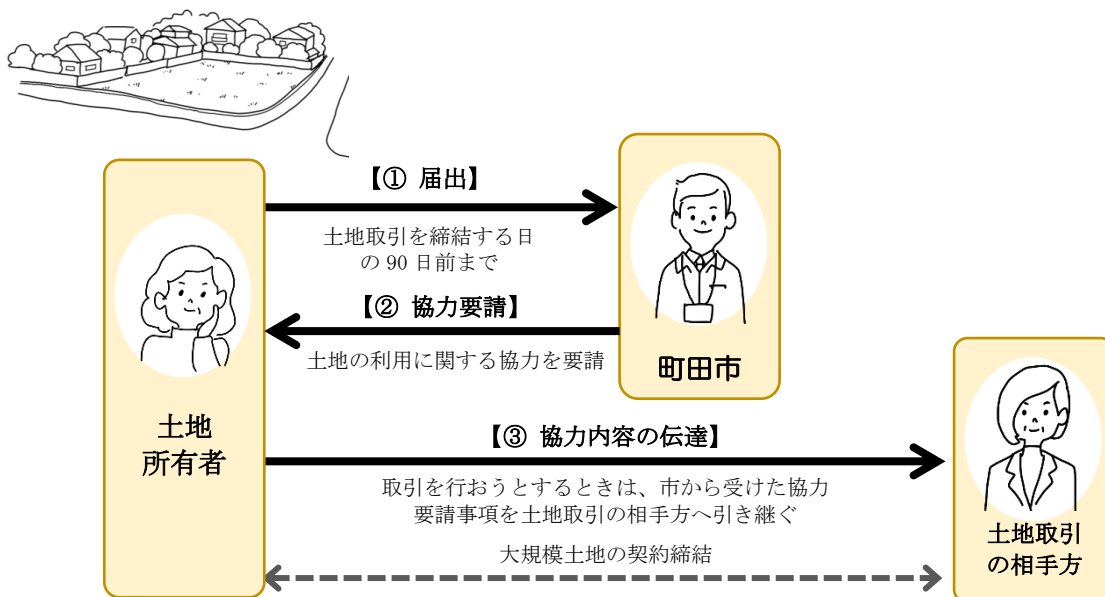 【① 届出】
土地取引を締結する日
の 90 日前まで
【② 協力要請】
土地の利用に関する協力を要請
町田市
土地
所有者
【③ 協力内容の伝達】
取引を行おうとするときは、市から受けた協力
要請事項を土地取引の相手方へ引き継ぐ
大規模土地の契約締結
土地取引
の相手方